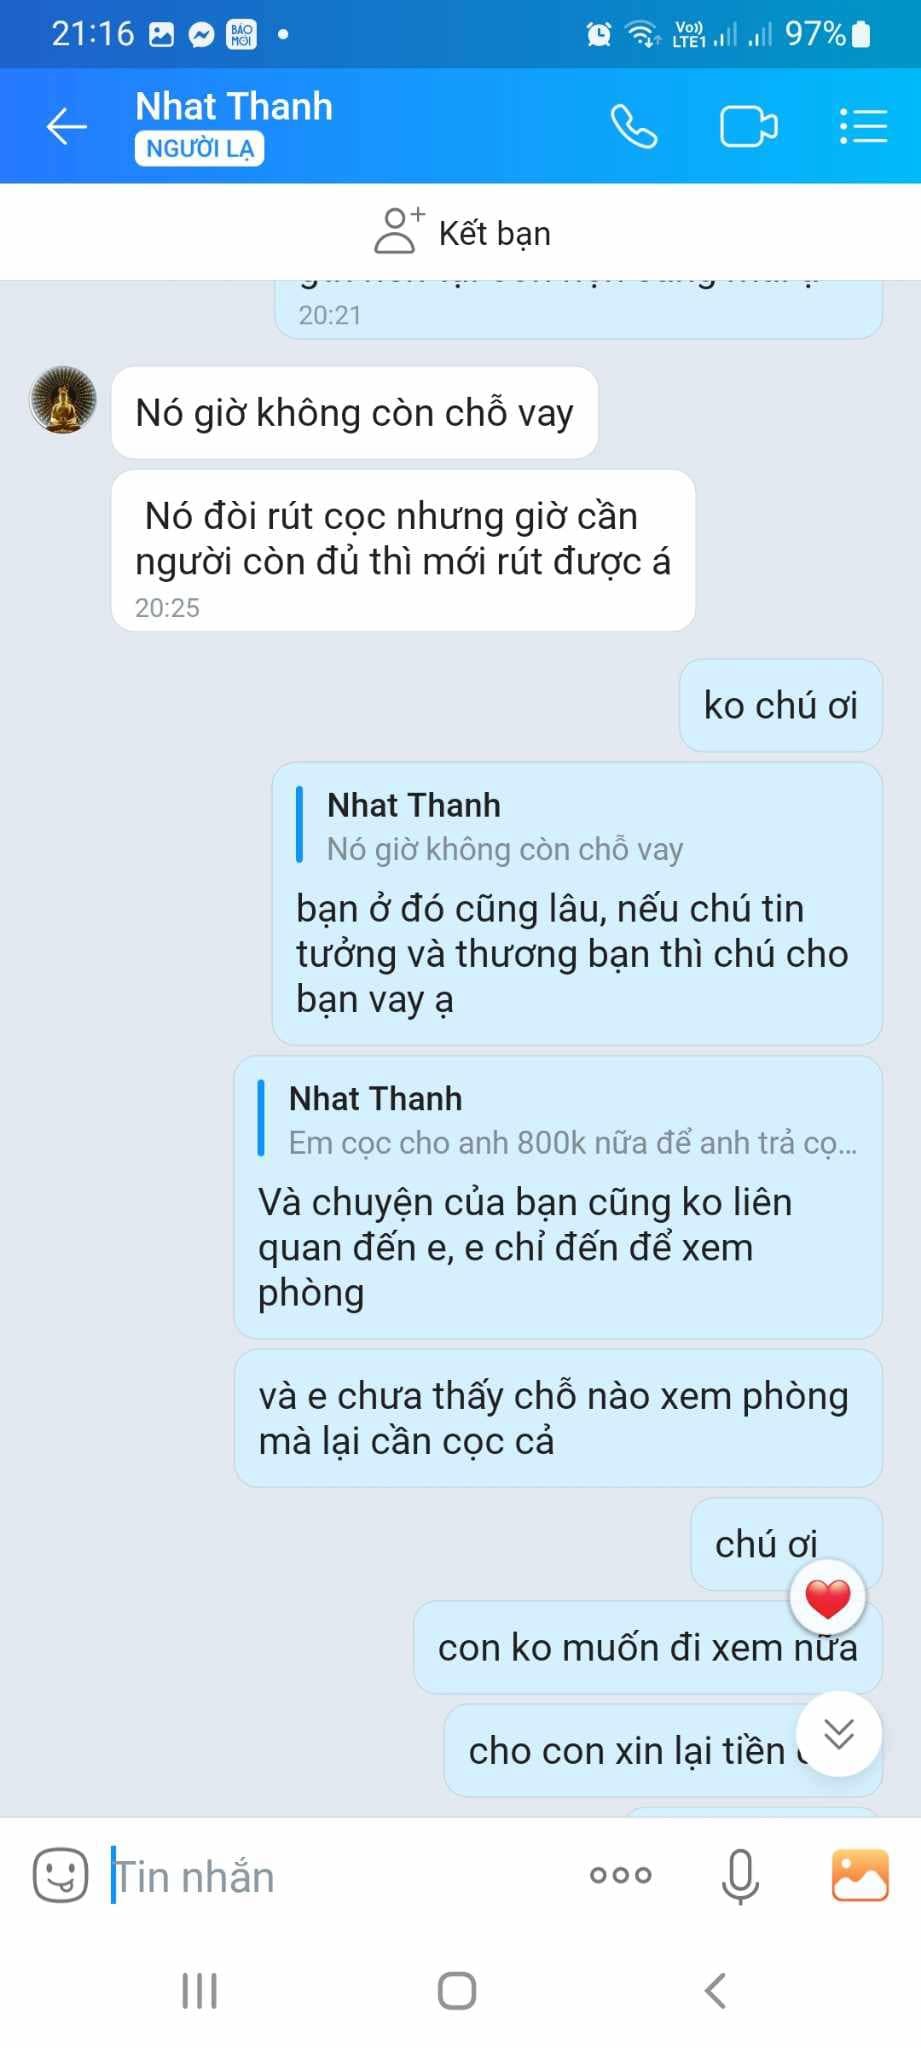 21:16
BÁO
MỚI
Vo))
LTE1
97%
Nhat Thanh
NGƯỜI LẠ
Kết bạn
20:21
Nó giờ không còn chỗ vay
Nó đòi rút cọc nhưng giờ cần
người còn đủ thì mới rút được á
20:25
ko chú ơi
Nhat Thanh
Nó giờ không còn chỗ vay
bạn ở đó cũng lâu, nếu chú tin
tưởng và thương bạn thì chú cho
bạn vay ạ
Nhat Thanh
Em cọc cho anh 800k nữa để anh trả cọ...
Và chuyện của bạn cũng ko liên
quan đến e, e chỉ đến để xem
phòng
và e chưa thấy chỗ nào xem phòng
mà lại cần cọc cả
chú ơi
con ko muốn đi xem nữa
cho con xin lại tiền
Tin nhắn